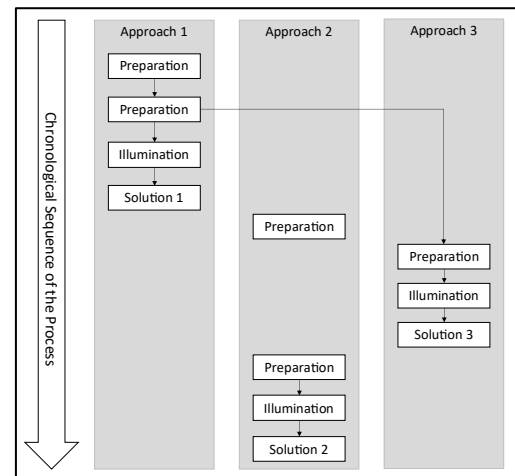 Approach 1
Approach 2
Approach 3
Chronological Sequence of the Process
Preparation
Preparation
Illumination
Solution 1
Preparation
Preparation
Illumination
Solution 3
Preparation
Illumination
Solution 2